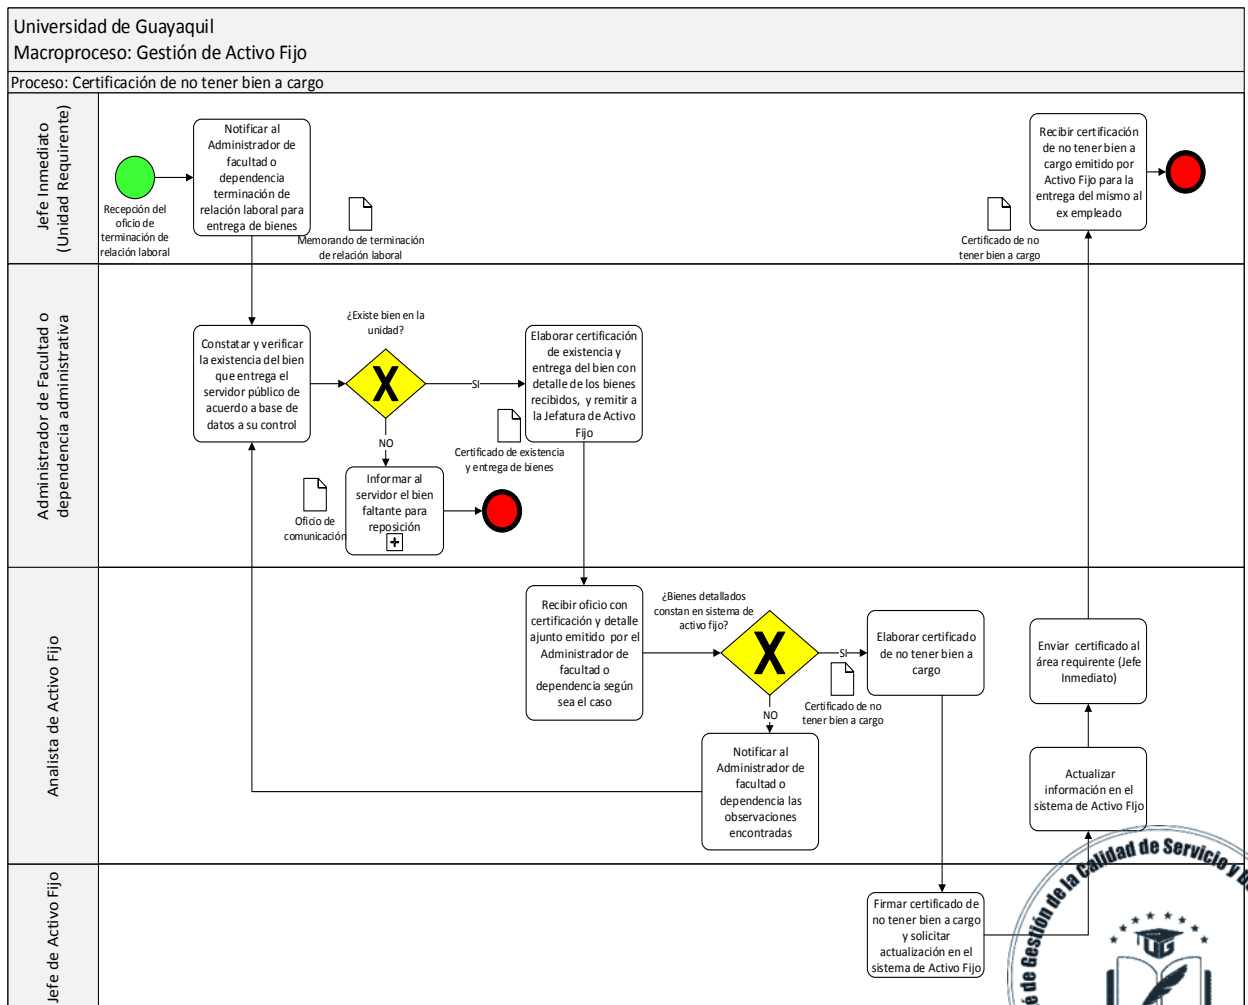 Universidad de Guayaquil
Macroproceso: Gestión de Activo Fijo
Proceso: Certificación de no tener bien a cargo
Jefe Inmediato
(Unidad Requirente)
Recepción del
oficio de
terminación de
relación laboral
Notificar al
Administrador de
facultad o
dependencia
terminación de
relación laboral para
entrega de bienes
Memorando de terminación
de relación laboral
Certificado de no
tener bien a cargo
Recibir certificación
de no tener bien a
cargo emitido por
Activo Fijo para la
entrega del mismo al
ex empleado
Administrador de Facultad o
dependencia administrativa
Constatar y verificar
la existencia del bien
que entrega el
servidor público de
acuerdo a base de
datos a su control
¿Existe bien en la
unidad?
SI
NO
Elaborar certificación
de existencia y
entrega del bien con
detalle de los bienes
recibidos, y remitir a
la Jefatura de Activo
Fijo
Certificado de existencia
y entrega de bienes
Oficio de
comunicación
Informar al
servidor el bien
faltante para
reposición
Analista de Activo Fijo
Recibir oficio con
certificación y detalle
ajunto emitido por el
Administrador de
facultad o
dependencia según
sea el caso
¿Bienes detallados
constan en sistema de
activo fijo?
SI
NO
Certificado de no
tener bien a cargo
Elaborar certificado
de no tener bien a
cargo
Notificar al
Administrador de
facultad o
dependencia las
observaciones
encontradas
Enviar certificado al
área requirente (Jefe
Inmediato)
Actualizar
información en el
sistema de Activo FIjo
Jefe de Activo Fijo
Firmar certificado de
no tener bien a cargo
y solicitar
actualización en el
sistema de Activo Fijo
de Gestión de la Calidad de Servicio y
UG